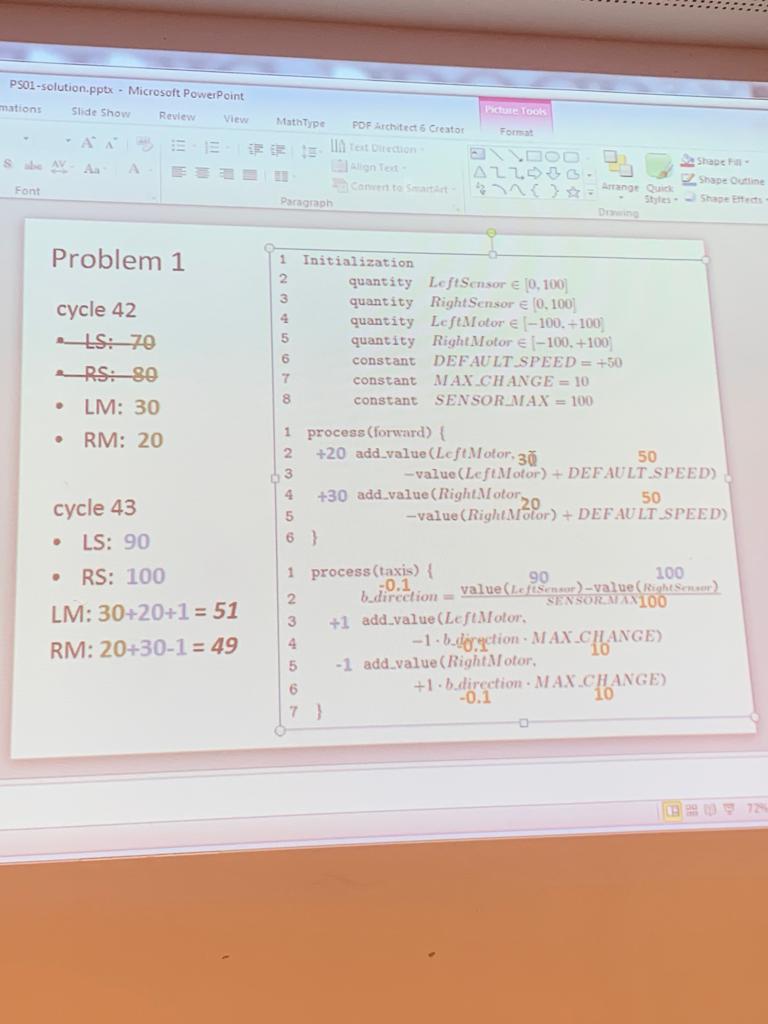 PS01-solution.pptx - Microsoft PowerPoint
Picture Tools
mations Slide Show Review View MathType PDF Architect 6 Creator Format
Text Direction
Align Text
Convert to SmartArt
Font Paragraph
Arrange Quick Styles
Shape Fill
Shape Outline
Shape Effects
Drawing
Problem 1
cycle 42
• LS: 70
• RS: 80
• LM: 30
• RM: 20
cycle 43
• LS: 90
• RS: 100
LM: 30+20+1 = 51
RM: 20+30-1 = 49
1 Initialization
2 quantity LeftSensor ∈ [0, 100]
3 quantity RightSensor ∈ [0, 100]
4 quantity LeftMotor ∈ [−100, +100]
5 quantity RightMotor ∈ [−100, +100]
6 constant DEFAULT_SPEED = +50
7 constant MAX_CHANGE = 10
8 constant SENSOR_MAX = 100
1 process(forward) {
2 +20 add_value(LeftMotor,
30 50
3 −value(LeftMotor) + DEFAULT_SPEED)
4 +30 add_value(RightMotor,
20 50
5 −value(RightMotor) + DEFAULT_SPEED)
6 }
1 process(taxis) {
-0.1 90 100
2 b_direction = value(LeftSensor)−value(RightSensor)
SENSOR_MAX 100
3 +1 add_value(LeftMotor,
4 −1 · b_direction · MAX_CHANGE)
-0.1 10
5 -1 add_value(RightMotor,
6 +1 · b_direction · MAX_CHANGE)
-0.1 10
7 }
72%